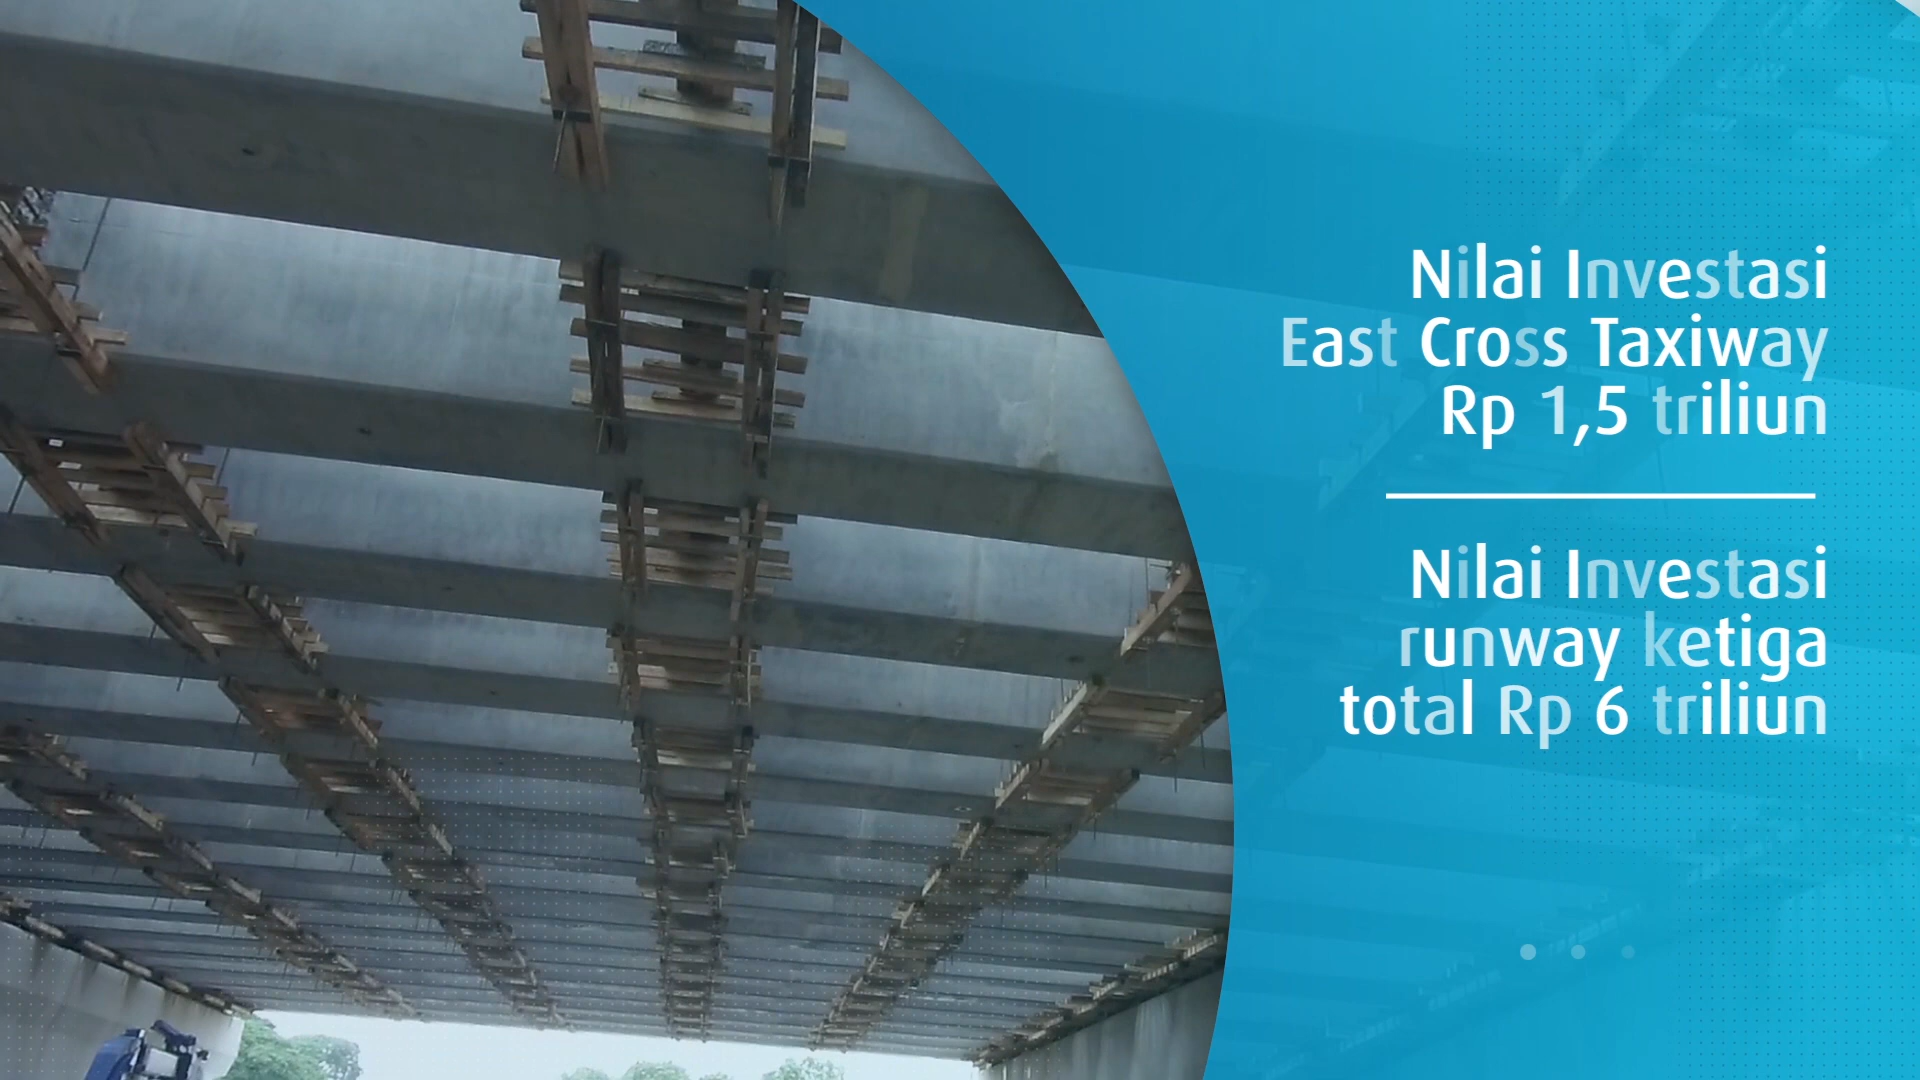 Nilai Investasi
East Cross Taxiway
Rp 1,5 triliun
Nilai Investasi
runway ketiga
total Rp 6 triliun